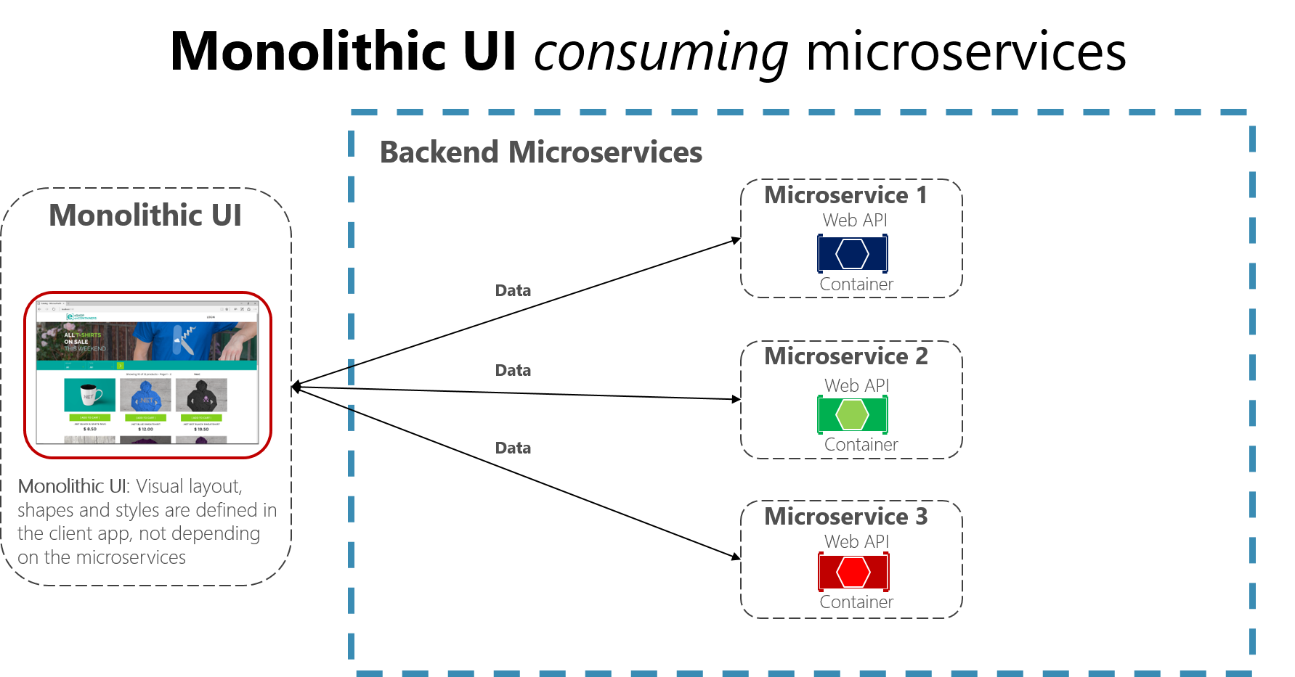 Monolithic UI consuming microservices
Backend Microservices
Monolithic UI
ALL T-SHIRTS
ON SALE
THIS WEEKEND
$ 8.50
$ 12.00
$ 19.50
Monolithic UI: Visual layout,
shapes and styles are defined in
the client app, not depending
on the microservices
Data
Data
Data
Microservice 1
Web API
Container
Microservice 2
Web API
Container
Microservice 3
Web API
Container